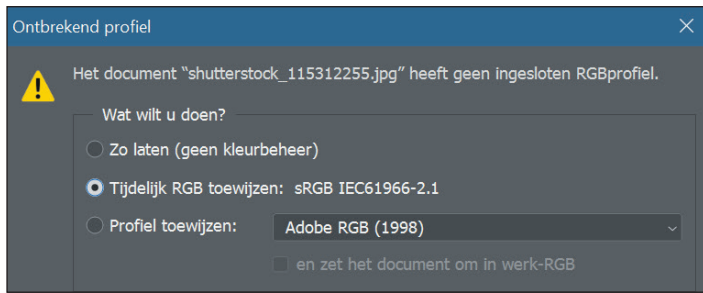 Ontbrekend profiel
Het document “shutterstock_115312255.jpg” heeft geen ingesloten RGBprofiel.
Wat wilt u doen?
Zo laten (geen kleurbeheer)
Tijdelijk RGB toewijzen: sRGB IEC61966-2.1
Profiel toewijzen: Adobe RGB (1998)
en zet het document om in werk-RGB